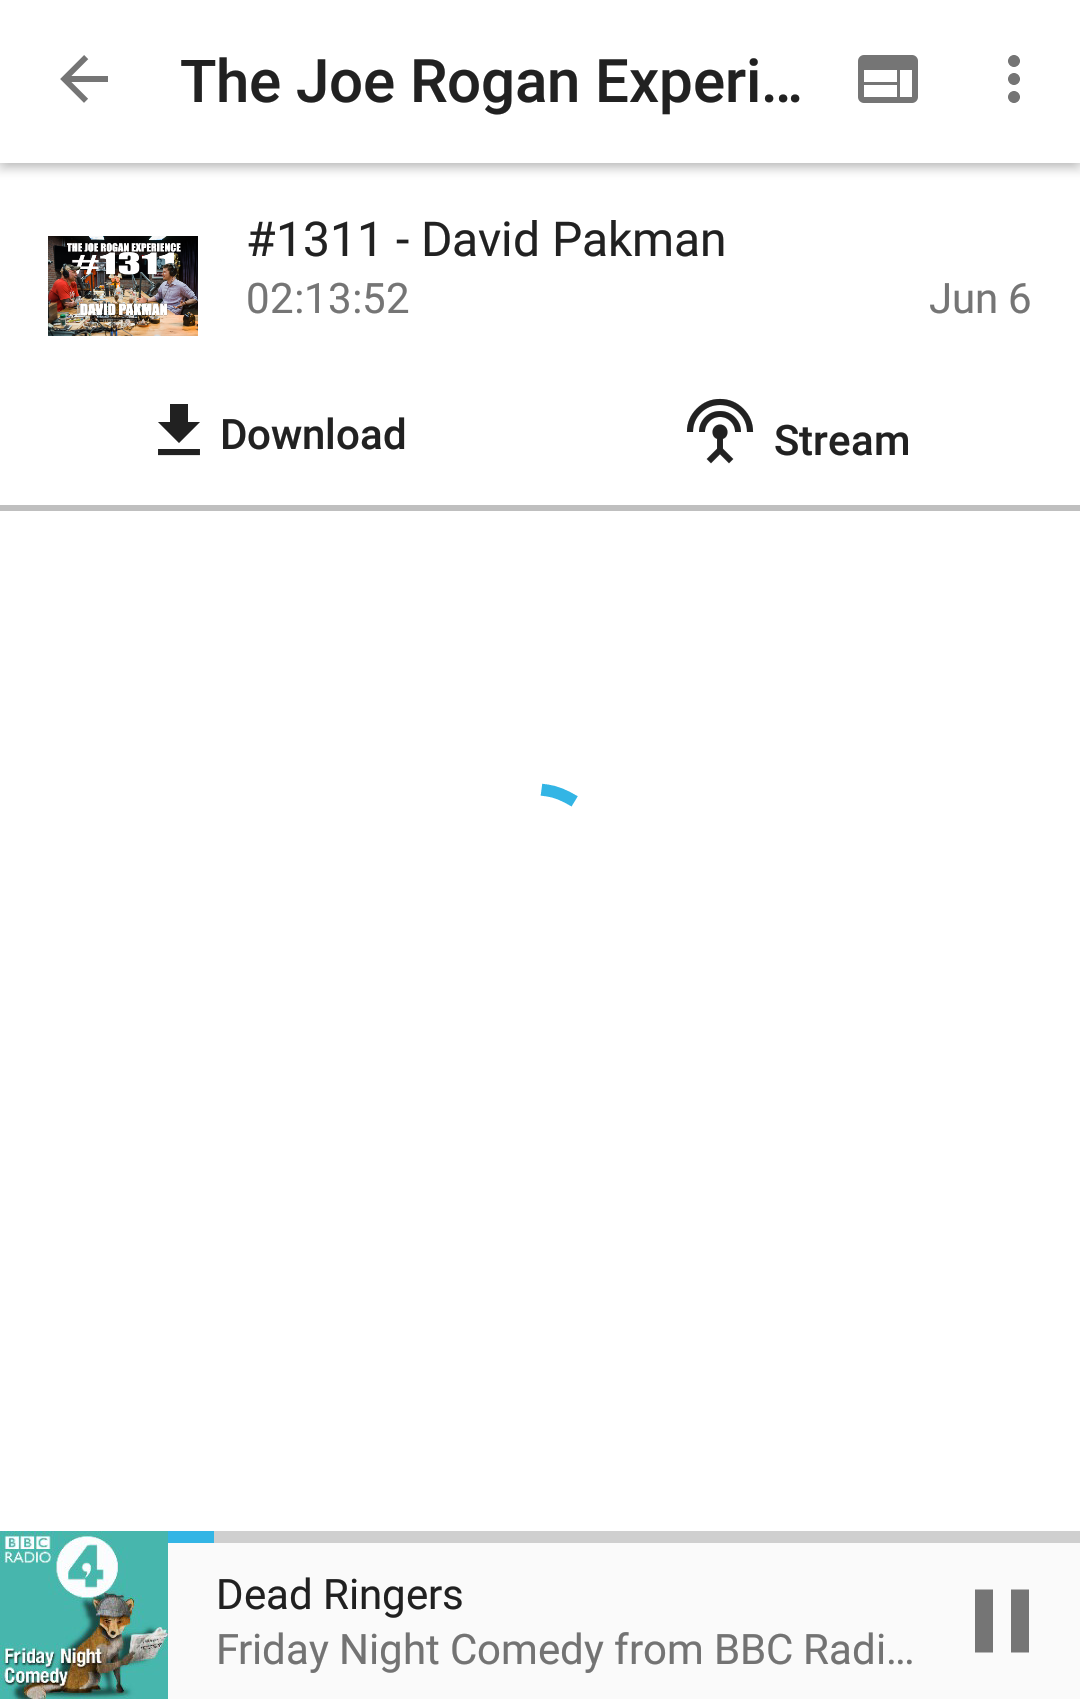 The Joe Rogan Experi...
THE JOE ROGAN EXPERIENCE
#1311
DAVID PAKMAN
#1311 - David Pakman
02:13:52
Jun 6
Download
Stream
BBC
RADIO
4
Friday Night
Comedy
Dead Ringers
Friday Night Comedy from BBC Radi...